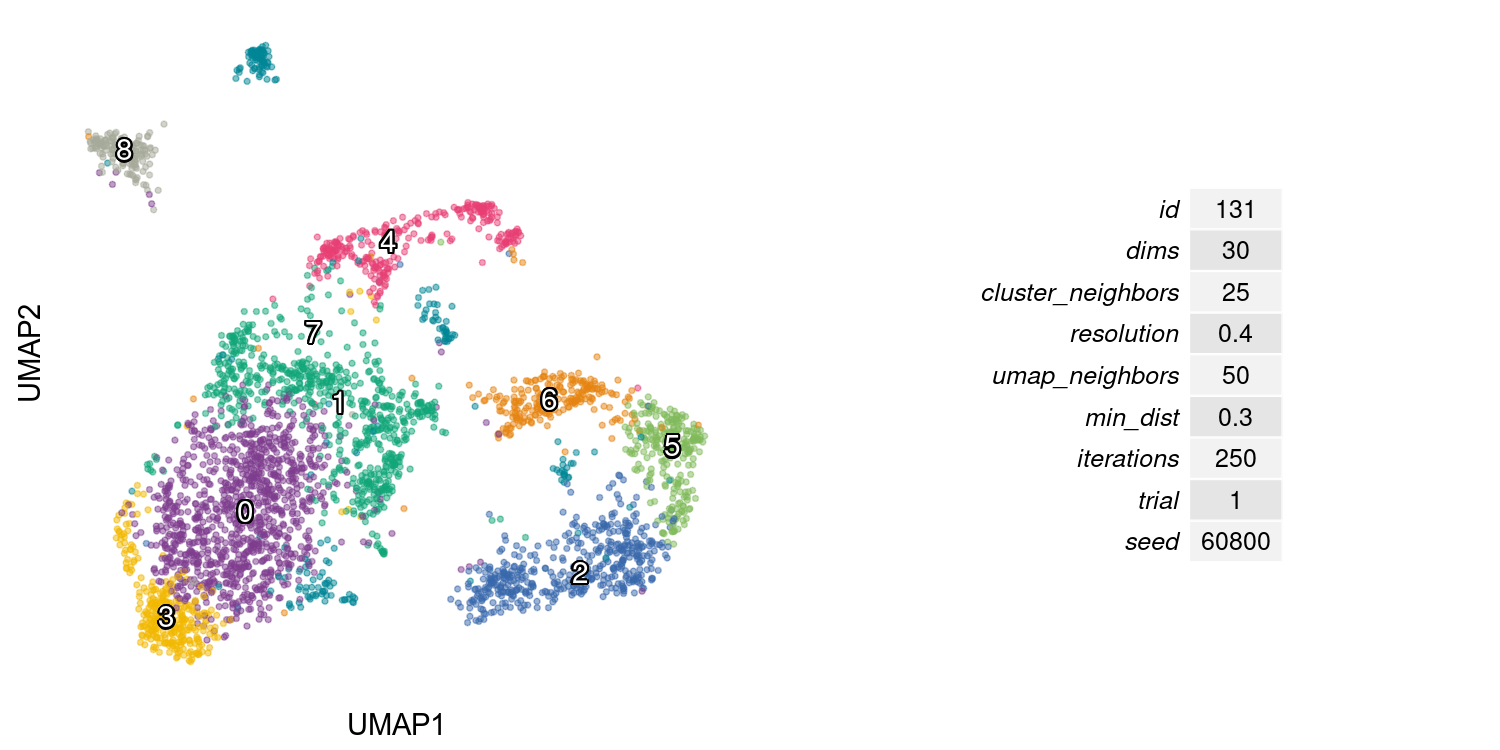 8
4
7
1
6
5
0
2
3
UMAP1
UMAP2
id 131
dims 30
cluster_neighbors 25
resolution 0.4
umap_neighbors 50
min_dist 0.3
iterations 250
trial 1
seed 60800